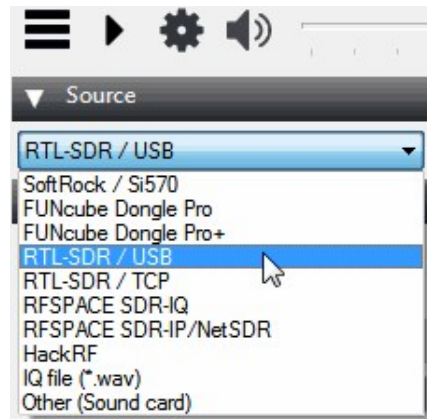 Source
RTL-SDR / USB
SoftRock / Si570
FUNcube Dongle Pro
FUNcube Dongle Pro+
RTL-SDR / USB
RTL-SDR / TCP
RFSPACE SDR-IQ
RFSPACE SDR-IP/NetSDR
HackRF
IQ file (*.wav)
Other (Sound card)